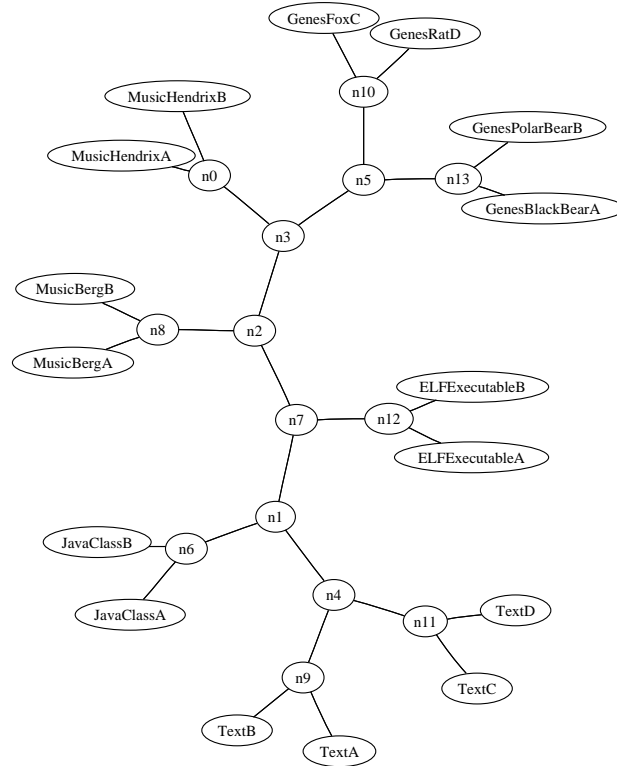 GenesFoxC
GenesRatD
n10
MusicHendrixB
GenesPolarBearB
MusicHendrixA
n0
n5
n13
GenesBlackBearA
n3
MusicBergB
n8
n2
MusicBergA
ELFExecutableB
n7
n12
ELFExecutableA
n1
JavaClassB
n6
n4
JavaClassA
TextD
n11
n9
TextC
TextB
TextA